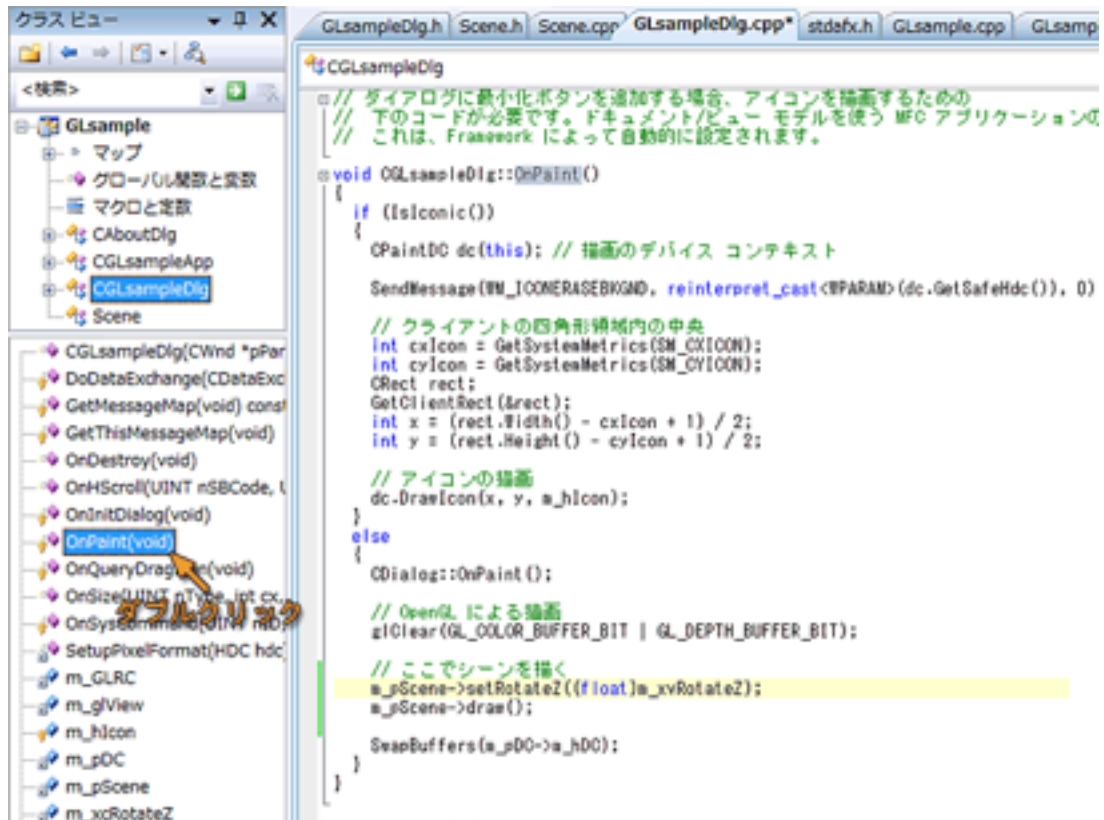 クラス ビュー
<検索>
GLsample
マップ
グローバル関数と変数
マクロと定数
CAboutDlg
CGLsampleApp
CGLsampleDlg
Scene
CGLsampleDlg(CWnd *pPar
DoDataExchange(CDataExc
GetMessageMap(void) const
GetThisMessageMap(void)
OnDestroy(void)
OnHScroll(UINT nSBCode, U
OnInitDialog(void)
OnPaint(void)
OnQueryDrag (void)
OnSize(UINT nType, int cx,
ダブルクリック
SetupPixelFormat(HDC hdc)
m_GLRC
m_glView
m_hIcon
m_pDC
m_pScene
m_xcRotateZ
GLsampleDlg.h Scene.h Scene.cpp GLsampleDlg.cpp* stdafx.h GLsample.cpp GLsamp
CGLsampleDlg
// ダイアログに最小化ボタンを追加する場合、アイコンを描画するための
// 下のコードが必要です。ドキュメント/ビュー モデルを使う MFC アプリケーションの
// これは、Framework によって自動的に設定されます。
void CGLsampleDlg::OnPaint()
{
if (IsIconic())
{
CPaintDC dc(this); // 描画のデバイス コンテキスト
SendMessage(WM_ICONERASEBKGND, reinterpret_cast<WPARAM>(dc.GetSafeHdc()), 0)
// クライアントの四角形領域内の中央
int cxIcon = GetSystemMetrics(SM_CXICON);
int cyIcon = GetSystemMetrics(SM_CYICON);
CRect rect;
GetClientRect(&rect);
int x = (rect.Width() - cxIcon + 1) / 2;
int y = (rect.Height() - cyIcon + 1) / 2;
// アイコンの描画
dc.DrawIcon(x, y, m_hIcon);
}
else
{
CDialog::OnPaint();
// OpenGL による描画
glClear(GL_COLOR_BUFFER_BIT | GL_DEPTH_BUFFER_BIT);
// ここでシーンを描く
m_pScene->setRotateZ((float)m_xvRotateZ);
m_pScene->draw();
SwapBuffers(m_pDC->m_hDC);
}
}